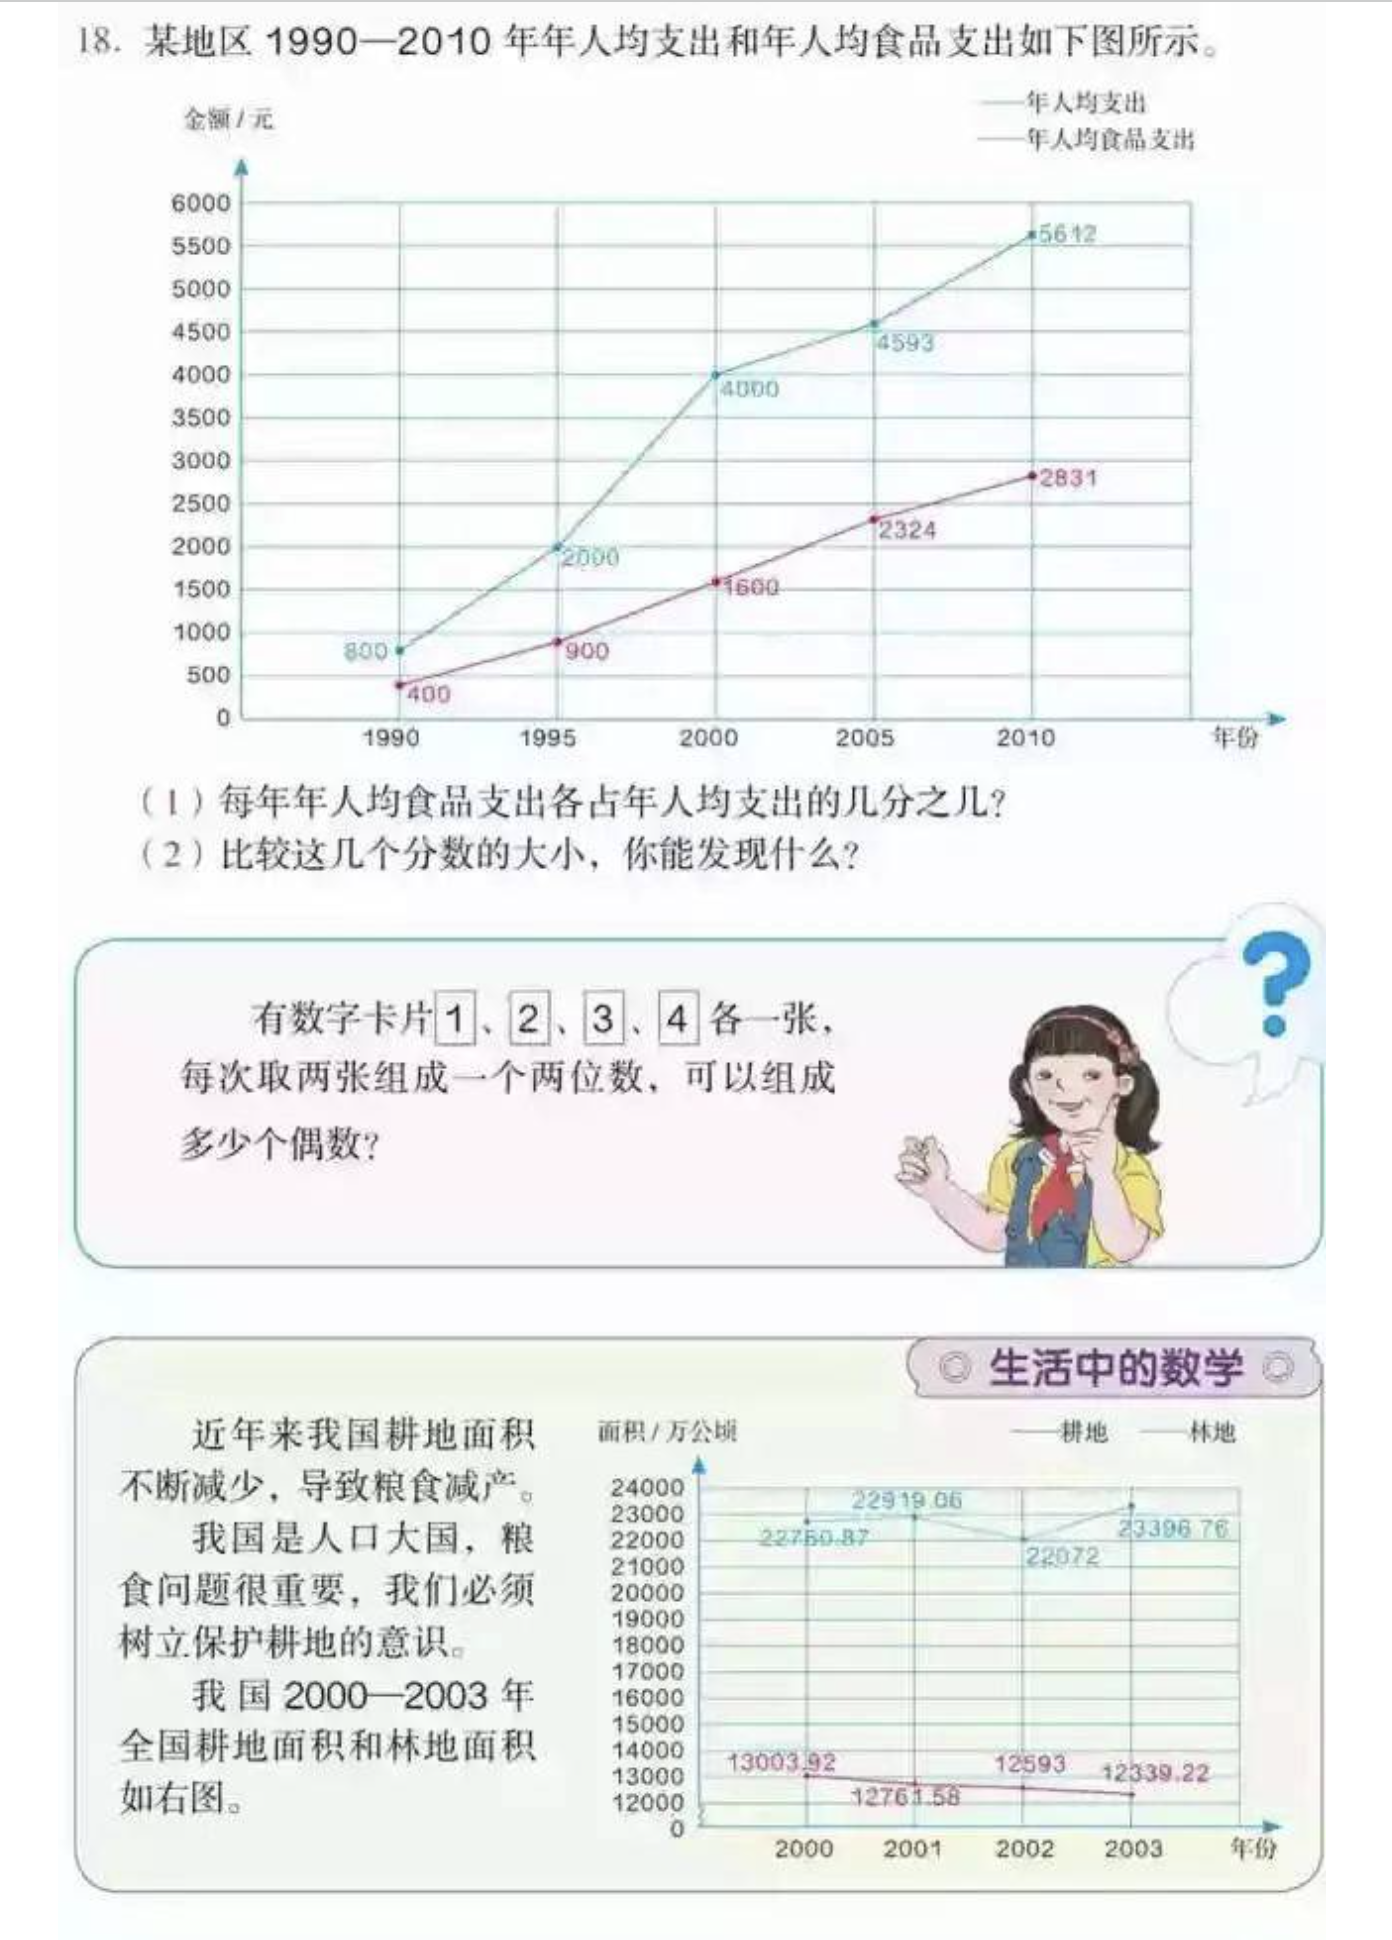 18. 某地区 1990—2010 年年人均支出和年人均食品支出如下图所示。
金额 / 元
年人均支出
年人均食品支出
6000
5500
5000
4500
4000
3500
3000
2500
2000
1500
1000
500
0
5612
4593
4000
2831
2324
2000
1600
800
900
400
1990 1995 2000 2005 2010 年份
(1) 每年年人均食品支出各占年人均支出的几分之几?
(2) 比较这几个分数的大小，你能发现什么?
?
有数字卡片 1 、 2 、 3 、 4 各一张，
每次取两张组成一个两位数，可以组成
多少个偶数?
生活中的数学
近年来我国耕地面积
不断减少，导致粮食减产。
我国是人口大国，粮
食问题很重要，我们必须
树立保护耕地的意识。
我国 2000—2003 年
全国耕地面积和林地面积
如右图。
面积 / 万公顷
耕地 林地
24000
23000
22000
21000
20000
19000
18000
17000
16000
15000
14000
13000
12000
0
22919.06
22760.87
22072
23396.76
13003.92
12761.58
12593
12339.22
2000 2001 2002 2003 年份